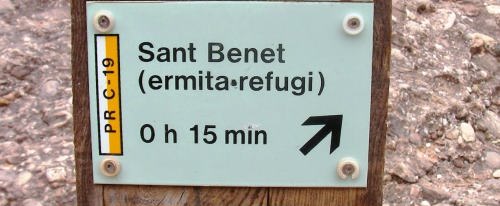 PR C-19
Sant Benet
(ermita-refugi)
0 h 15 min